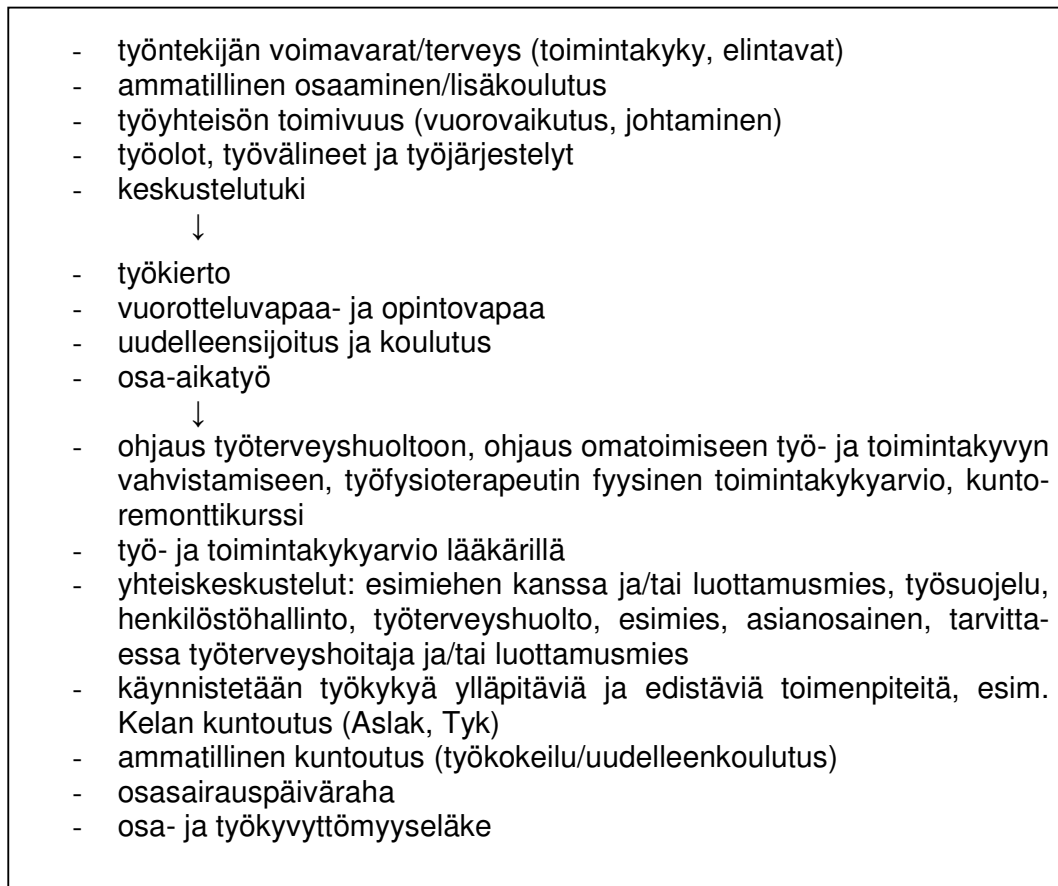 - työntekijän voimavarat/terveys (toimintakyky, elintavat)
- ammatillinen osaaminen/lisäkoulutus
- työyhteisön toimivuus (vuorovaikutus, johtaminen)
- työolot, työvälineet ja työjärjestelyt
- keskustelutuki
↓
- työkierto
- vuorotteluvapaa- ja opintovapaa
- uudelleensijoitus ja koulutus
- osa-aikatyö
↓
- ohjaus työterveyshuoltoon, ohjaus omatoimiseen työ- ja toimintakyvyn
vahvistamiseen, työfysioterapeutin fyysinen toimintakykyarvio, kunto-
remonttikurssi
- työ- ja toimintakykyarvio lääkärillä
- yhteiskeskustelut: esimiehen kanssa ja/tai luottamusmies, työsuojelu,
henkilöstöhallinto, työterveyshuolto, esimies, asianosainen, tarvitta-
essa työterveyshoitaja ja/tai luottamusmies
- käynnistetään työkykyä ylläpitäviä ja edistäviä toimenpiteitä, esim.
Kelan kuntoutus (Aslak, Tyk)
- ammatillinen kuntoutus (työkokeilu/uudelleenkoulutus)
- osasairauspäiväraha
- osa- ja työkyvyttömyyseläke